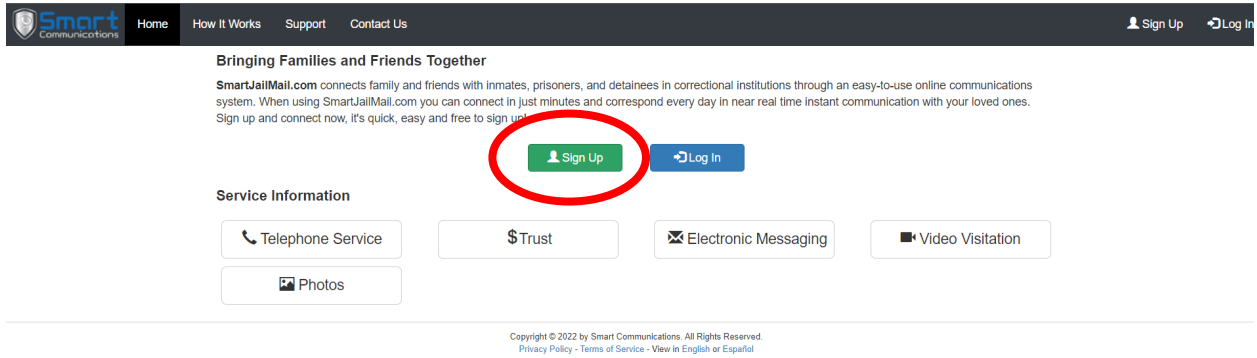 Smart
Communications
Home How It Works Support Contact Us Sign Up Log In
Bringing Families and Friends Together
SmartJailMail.com connects family and friends with inmates, prisoners, and detainees in correctional institutions through an easy-to-use online communications
system. When using SmartJailMail.com you can connect in just minutes and correspond every day in near real time instant communication with your loved ones.
Sign up and connect now, it's quick, easy and free to sign up!
Sign Up Log In
Service Information
Telephone Service $Trust Electronic Messaging Video Visitation
Photos
Copyright © 2022 by Smart Communications. All Rights Reserved.
Privacy Policy - Terms of Service - View in English or Español